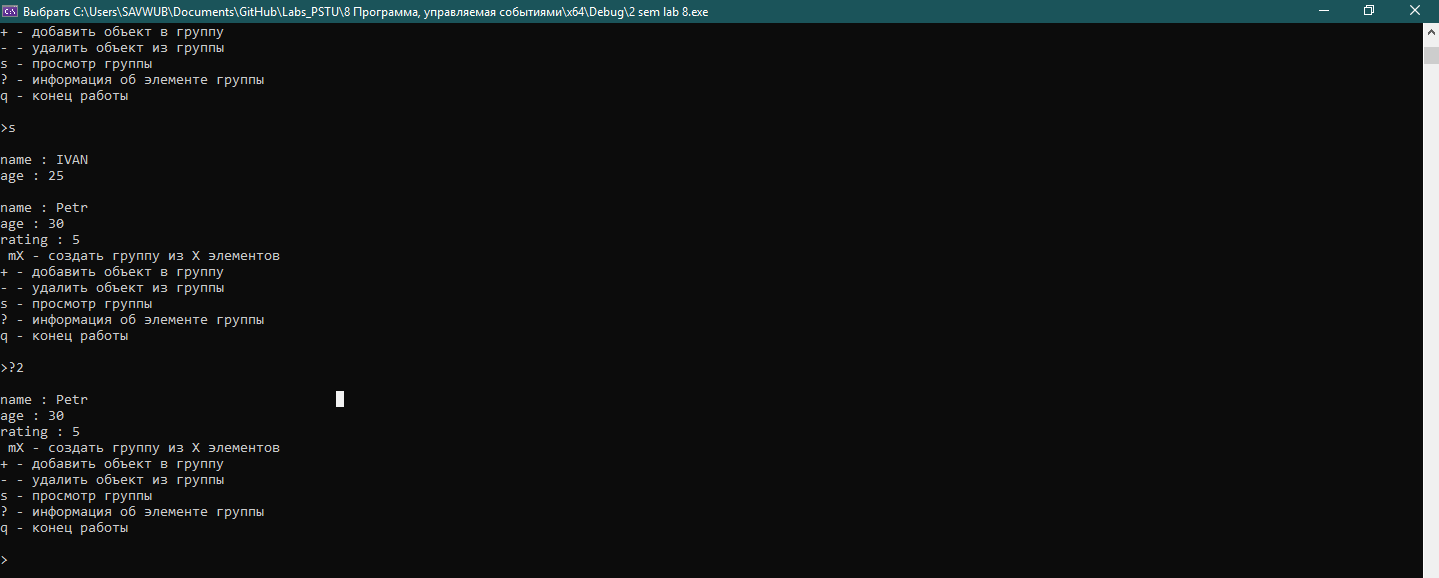 Выбрать C:\Users\SAVWUB\Documents\GitHub\Labs_PSTU\8 Программа, управляемая событиями\x64\Debug\2 sem lab 8.exe
+ - добавить объект в группу
- - удалить объект из группы
s - просмотр группы
? - информация об элементе группы
q - конец работы
>s
name : IVAN
age : 25
name : Petr
age : 30
rating : 5
mX - создать группу из X элементов
+ - добавить объект в группу
- - удалить объект из группы
s - просмотр группы
? - информация об элементе группы
q - конец работы
>?2
name : Petr
age : 30
rating : 5
mX - создать группу из X элементов
+ - добавить объект в группу
- - удалить объект из группы
s - просмотр группы
? - информация об элементе группы
q - конец работы
>